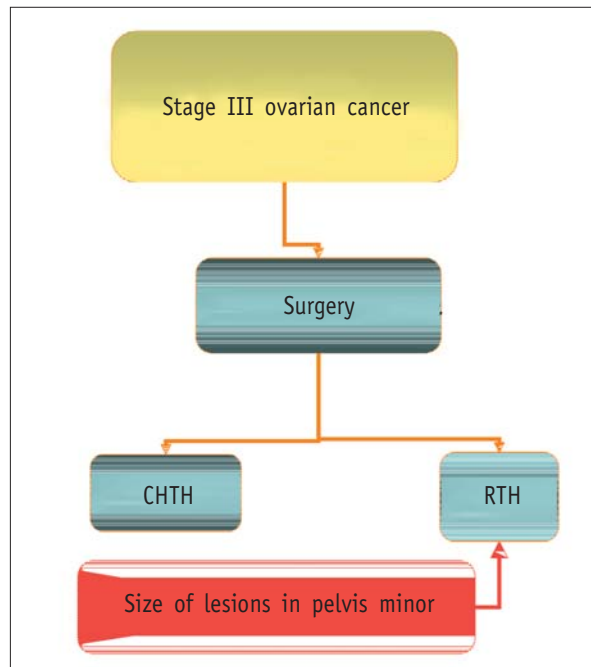 Stage III ovarian cancer
Surgery
CHTH
RTH
Size of lesions in pelvis minor